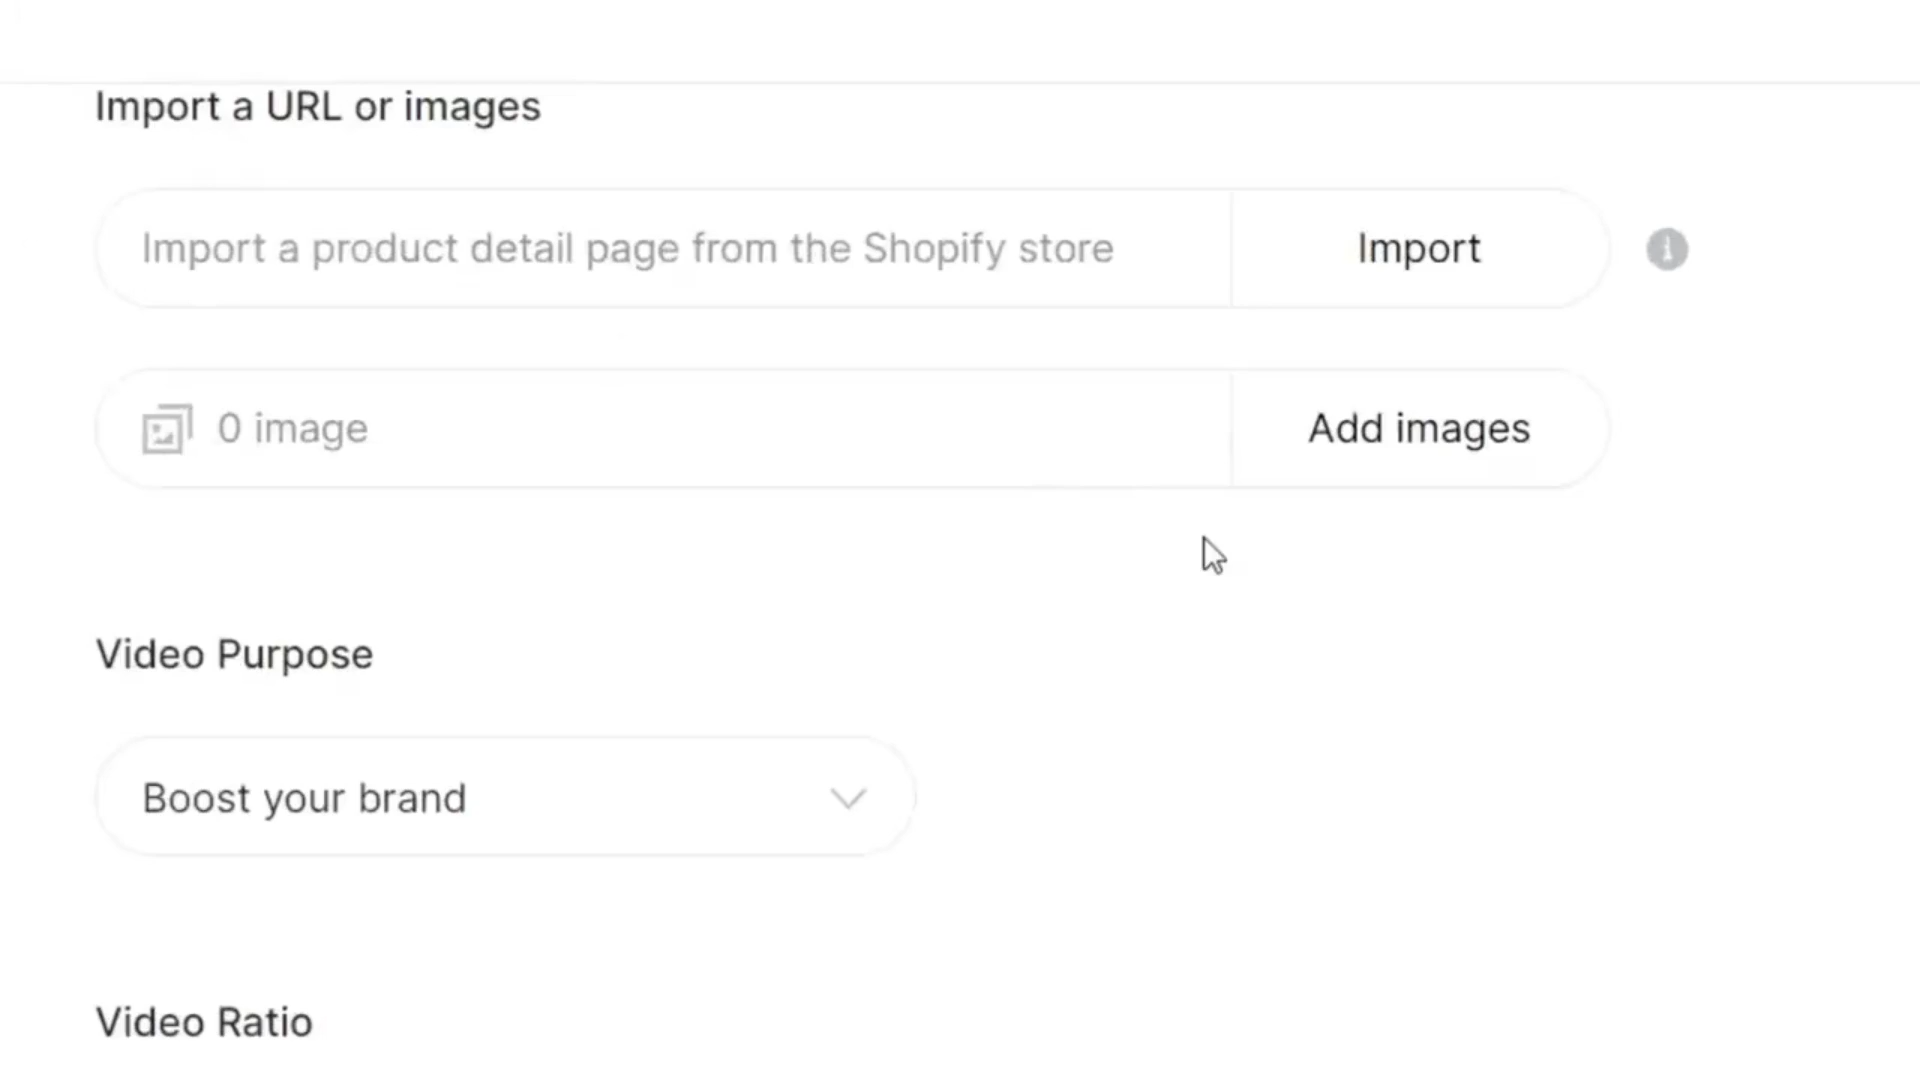 Import a URL or images
Import a product detail page from the Shopify store
Import
0 image
Add images
Video Purpose
Boost your brand
Video Ratio